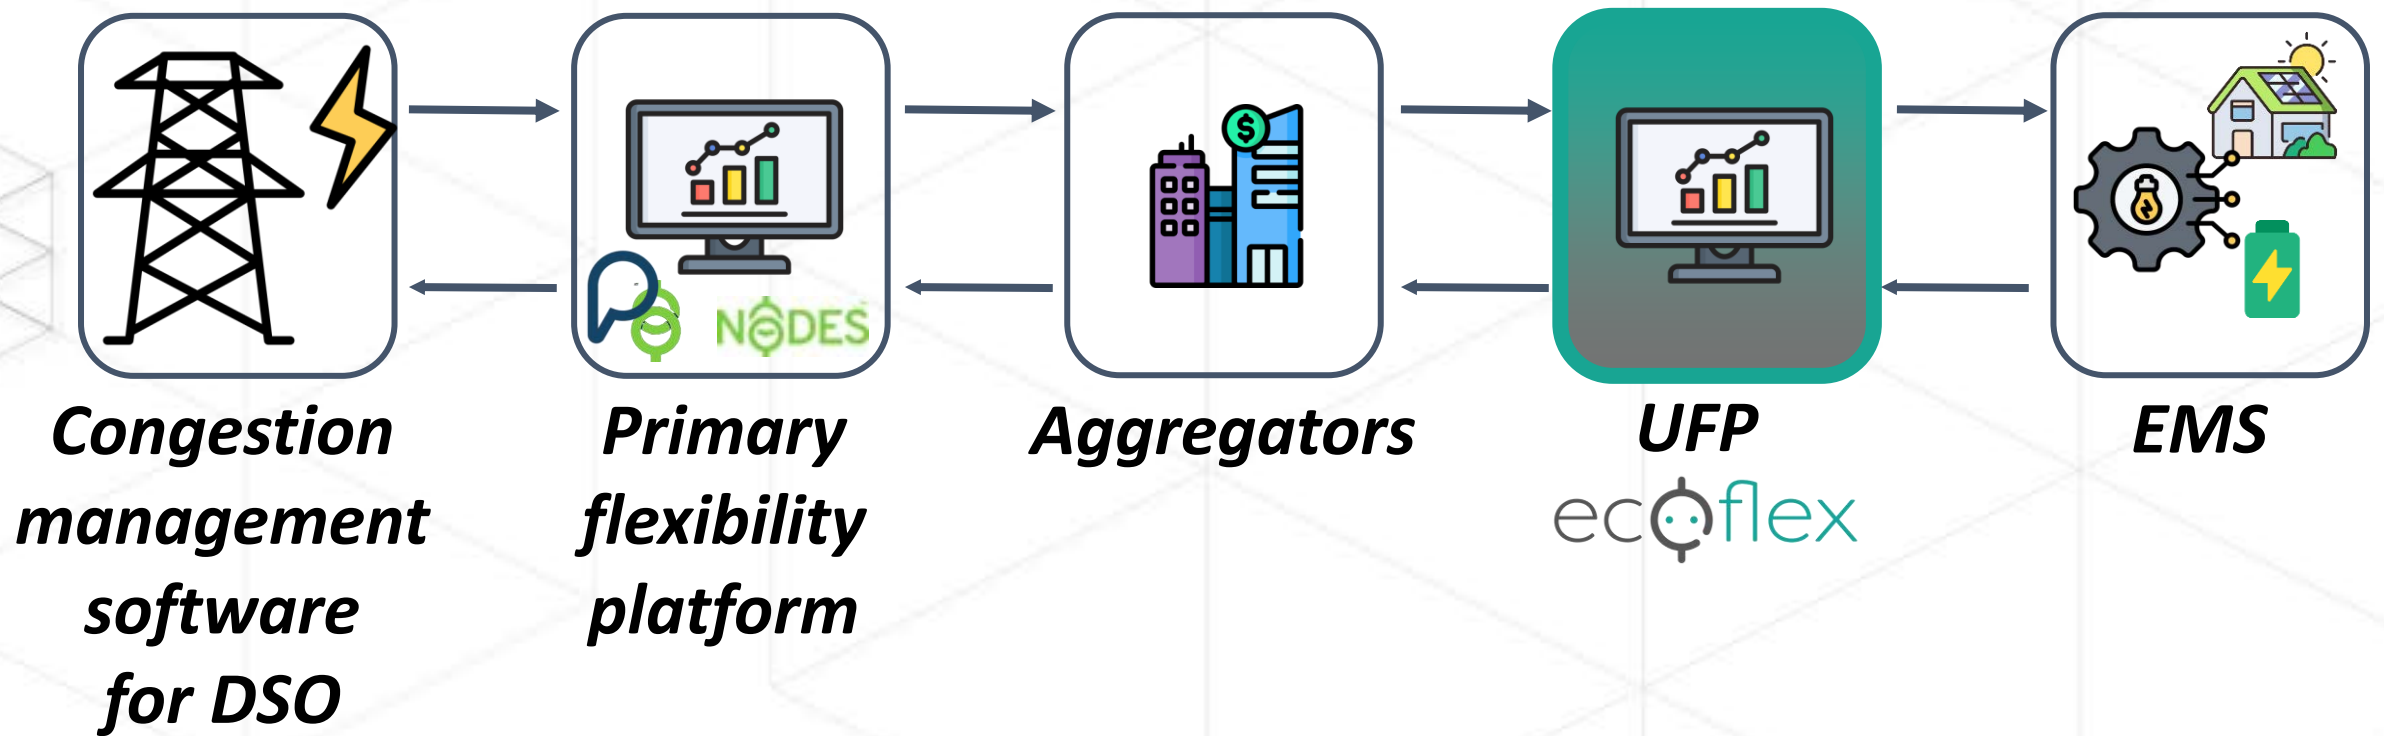 NODES
Congestion
management
software
for DSO
Primary
flexibility
platform
Aggregators
UFP
ecoflex
EMS